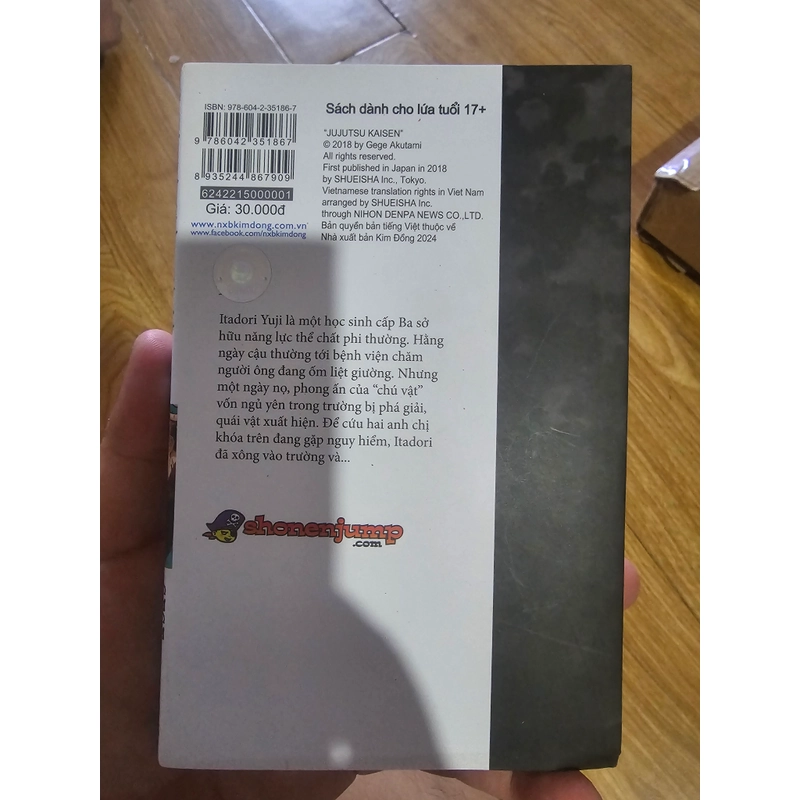 ISBN: 978-604-2-35186-7
9 786042 351867
8 935244 867909
6242215000001
Giá: 30.000đ
www.nxbkimdong.com.vn
www.facebook.com/nxbkimdong
Sách dành cho lứa tuổi 17+
"JUJUTSU KAISEN"
© 2018 by Gege Akutami
All rights reserved.
First published in Japan in 2018
by SHUEISHA Inc., Tokyo.
Vietnamese translation rights in Viet Nam
arranged by SHUEISHA Inc.
through NIHON DENPA NEWS CO.,LTD.
Bản quyền bản tiếng Việt thuộc về
Nhà xuất bản Kim Đồng 2024
Itadori Yuji là một học sinh cấp Ba sở
hữu năng lực thể chất phi thường. Hằng
ngày cậu thường tới bệnh viện chăm
người ông đang ốm liệt giường. Nhưng
một ngày nọ, phong ấn của “chú vật”
vốn ngủ yên trong trường bị phá giải,
quái vật xuất hiện. Để cứu hai anh chị
khóa trên đang gặp nguy hiểm, Itadori
đã xông vào trường và...
shonenjump
.com